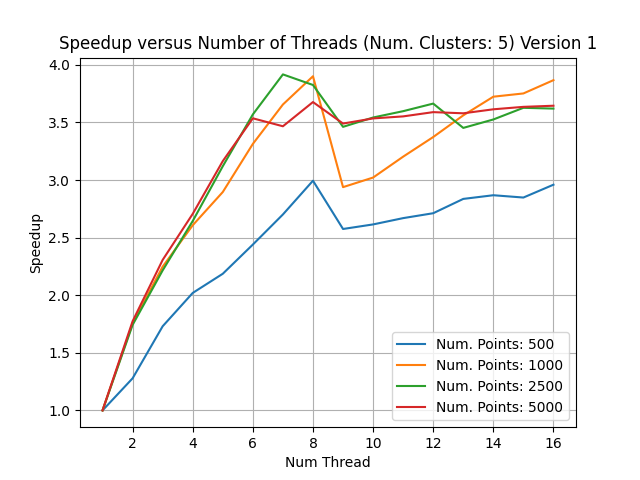 Speedup versus Number of Threads (Num. Clusters: 5) Version 1
4.0
3.5
3.0
2.5
2.0
1.5
1.0
Speedup
Num. Points: 500
Num. Points: 1000
Num. Points: 2500
Num. Points: 5000
2 4 6 8 10 12 14 16
Num Thread